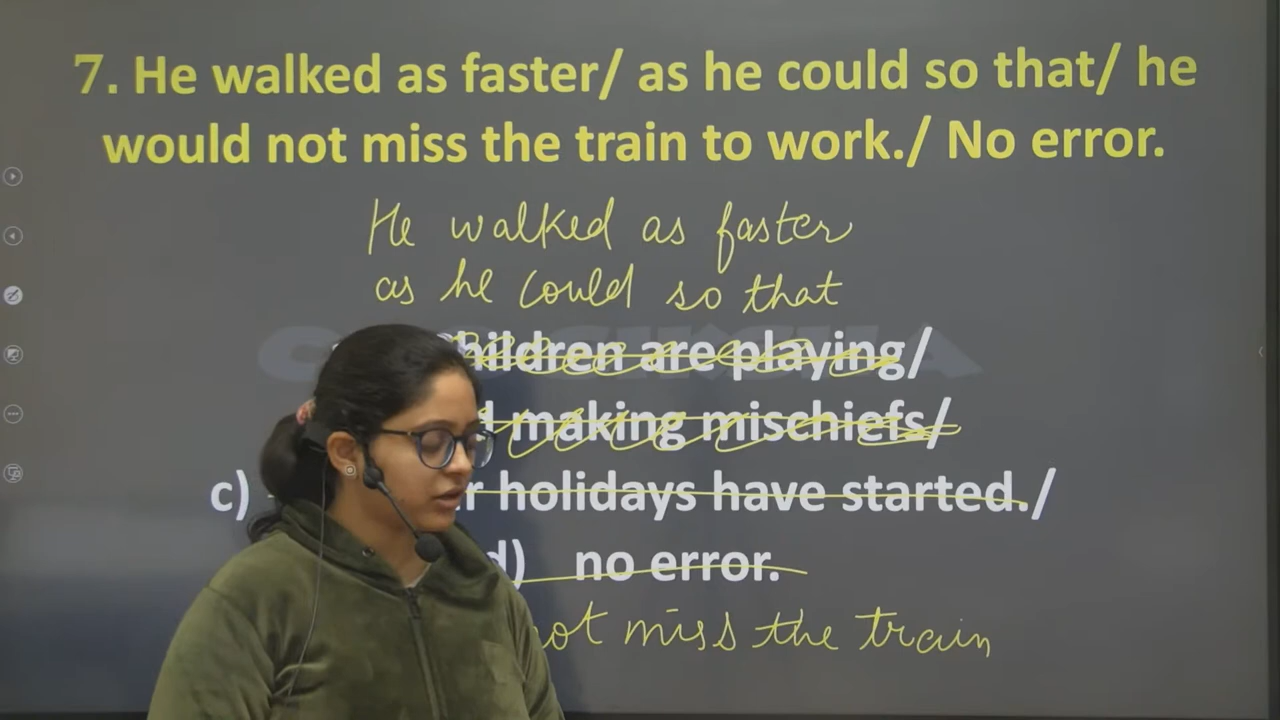 7. He walked as faster/ as he could so that/ he
would not miss the train to work./ No error.
He walked as faster
as he could so that
children are playing/
making mischiefs/
c) holidays have started./
d) no error.
not miss the train